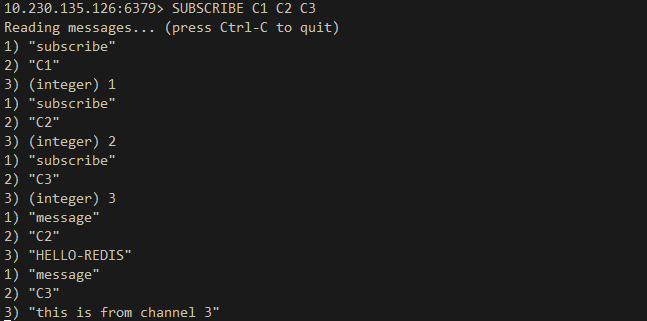 10.230.135.126:6379> SUBSCRIBE C1 C2 C3
Reading messages... (press Ctrl-C to quit)
1) "subscribe"
2) "C1"
3) (integer) 1
1) "subscribe"
2) "C2"
3) (integer) 2
1) "subscribe"
2) "C3"
3) (integer) 3
1) "message"
2) "C2"
3) "HELLO-REDIS"
1) "message"
2) "C3"
3) "this is from channel 3"